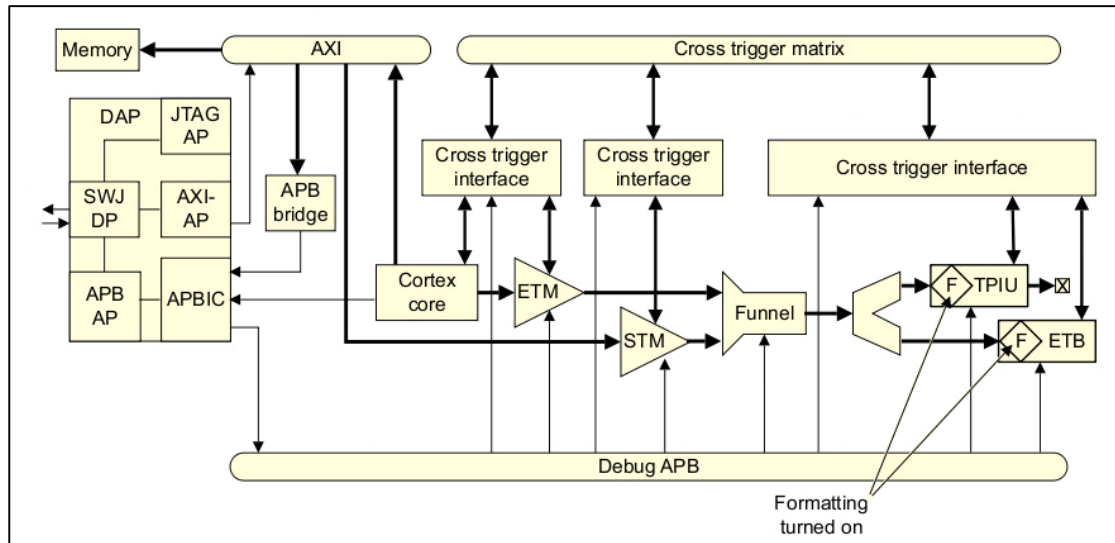 Memory
AXI
Cross trigger matrix
DAP
JTAG
AP
Cross trigger
interface
Cross trigger
interface
Cross trigger interface
SWJ
DP
AXI-
AP
APB
bridge
APB
AP
APBIC
Cortex
core
ETM
STM
Funnel
F
TPIU
F
ETB
Debug APB
Formatting
turned on